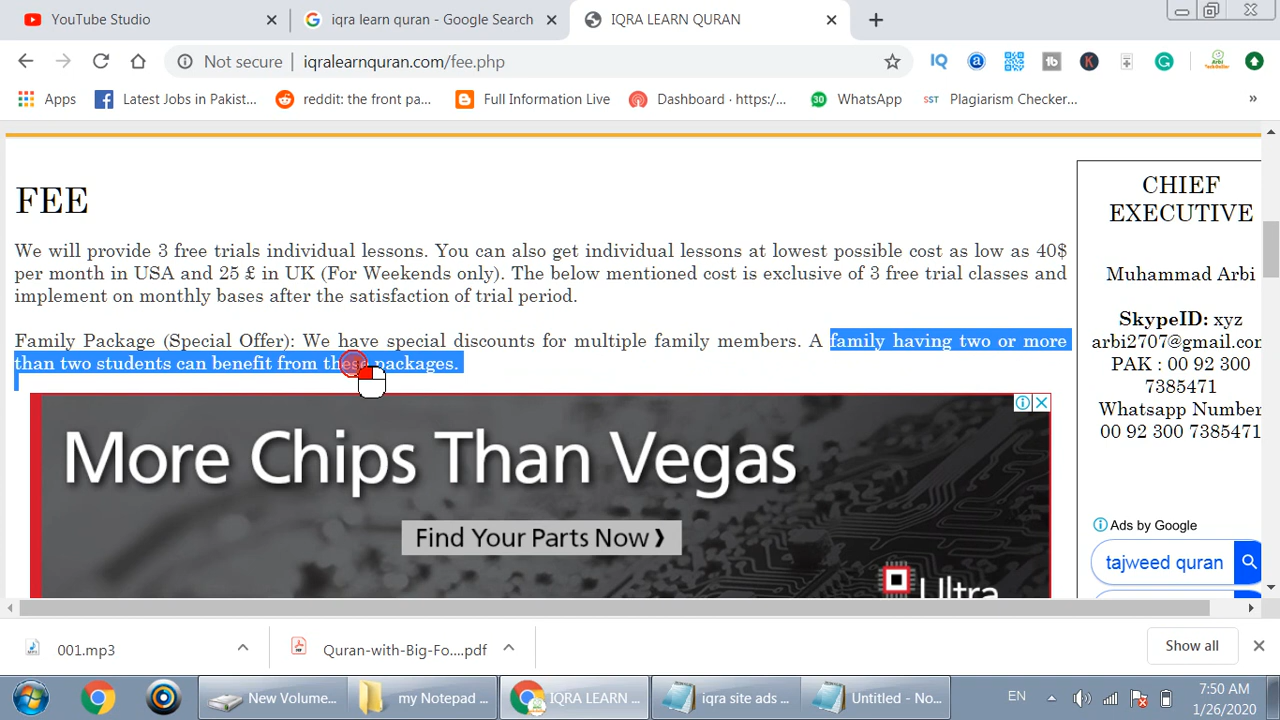 YouTube Studio
iqra learn quran - Google Search
IQRA LEARN QURAN
Not secure
iqralearnquran.com/fee.php
Apps
Latest Jobs in Pakist...
reddit: the front pa...
Full Information Live
Dashboard · https:/...
WhatsApp
Plagiarism Checker...
FEE
We will provide 3 free trials individual lessons. You can also get individual lessons at lowest possible cost as low as 40$
per month in USA and 25 £ in UK (For Weekends only). The below mentioned cost is exclusive of 3 free trial classes and
implement on monthly bases after the satisfaction of trial period.
Family Package (Special Offer): We have special discounts for multiple family members. A family having two or more
than two students can benefit from these packages.
More Chips Than Vegas
Find Your Parts Now
Ultra
CHIEF
EXECUTIVE
Muhammad Arbi
SkypeID: xyz
arbi2707@gmail.com
PAK : 00 92 300
7385471
Whatsapp Number
00 92 300 7385471
Ads by Google
tajweed quran
001.mp3
Quran-with-Big-Fo....pdf
Show all
New Volume...
my Notepad ...
IQRA LEARN ...
iqra site ads ...
Untitled - No...
EN
7:50 AM
1/26/2020